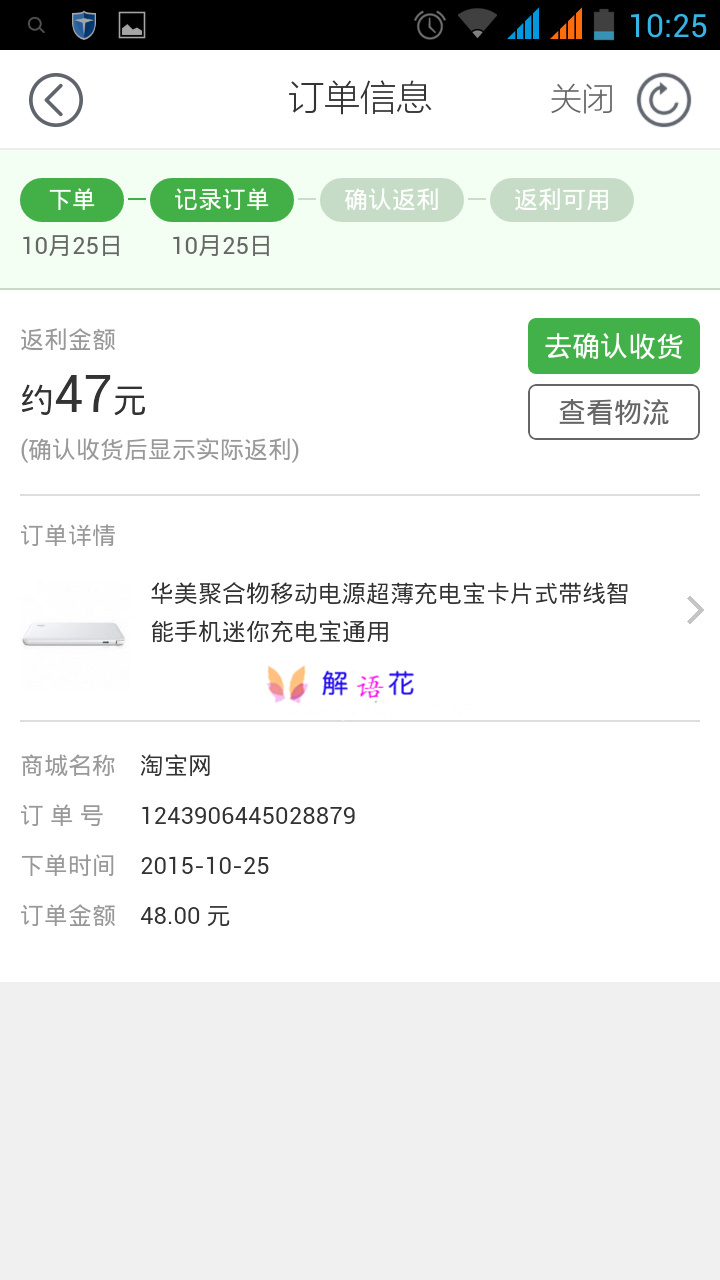 10:25
订单信息
关闭
下单
记录订单
确认返利
返利可用
10月25日
10月25日
返利金额
去确认收货
约47元
查看物流
(确认收货后显示实际返利)
订单详情
华美聚合物移动电源超薄充电宝卡片式带线智
能手机迷你充电宝通用
解语花
商城名称 淘宝网
订单号 1243906445028879
下单时间 2015-10-25
订单金额 48.00 元